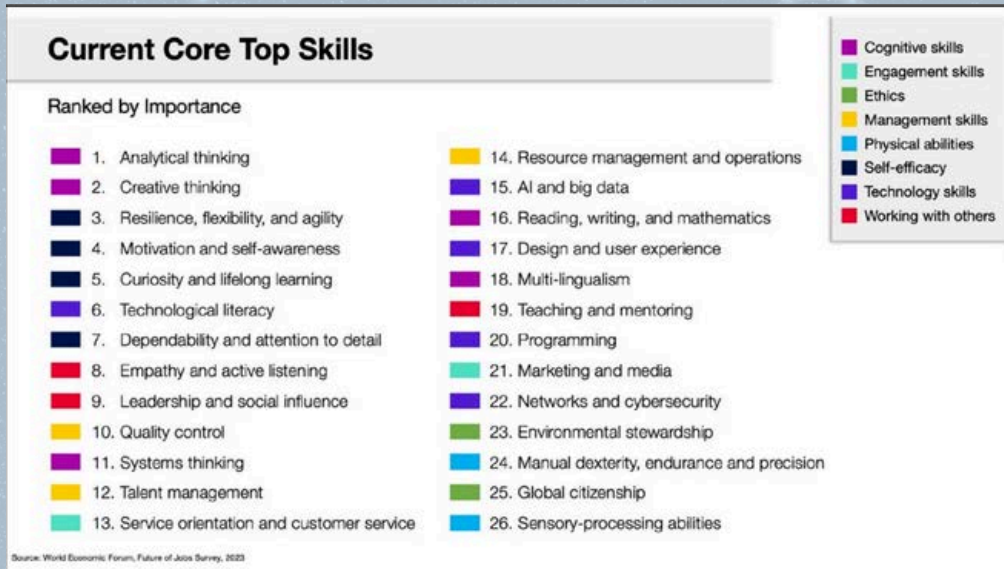 Current Core Top Skills
Ranked by Importance
1. Analytical thinking
2. Creative thinking
3. Resilience, flexibility, and agility
4. Motivation and self-awareness
5. Curiosity and lifelong learning
6. Technological literacy
7. Dependability and attention to detail
8. Empathy and active listening
9. Leadership and social influence
10. Quality control
11. Systems thinking
12. Talent management
13. Service orientation and customer service
14. Resource management and operations
15. AI and big data
16. Reading, writing, and mathematics
17. Design and user experience
18. Multi-lingualism
19. Teaching and mentoring
20. Programming
21. Marketing and media
22. Networks and cybersecurity
23. Environmental stewardship
24. Manual dexterity, endurance and precision
25. Global citizenship
26. Sensory-processing abilities
Cognitive skills
Engagement skills
Ethics
Management skills
Physical abilities
Self-efficacy
Technology skills
Working with others
Source: World Economic Forum, Future of Jobs Survey, 2023